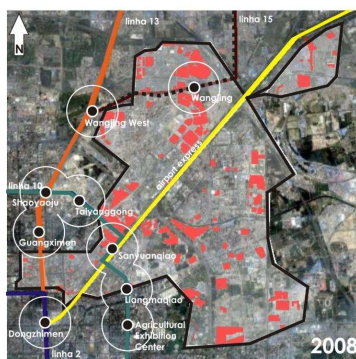 linha 13
linha 15
N
Wangjing
Wangjing West
airport express
linha 10
Shaoyaoju
Taiyanggong
Guangximen
Sanyuanqiao
Liangmaqiao
Dongzhimen
Agricultural
Exhibition
Center
linha 2
2008